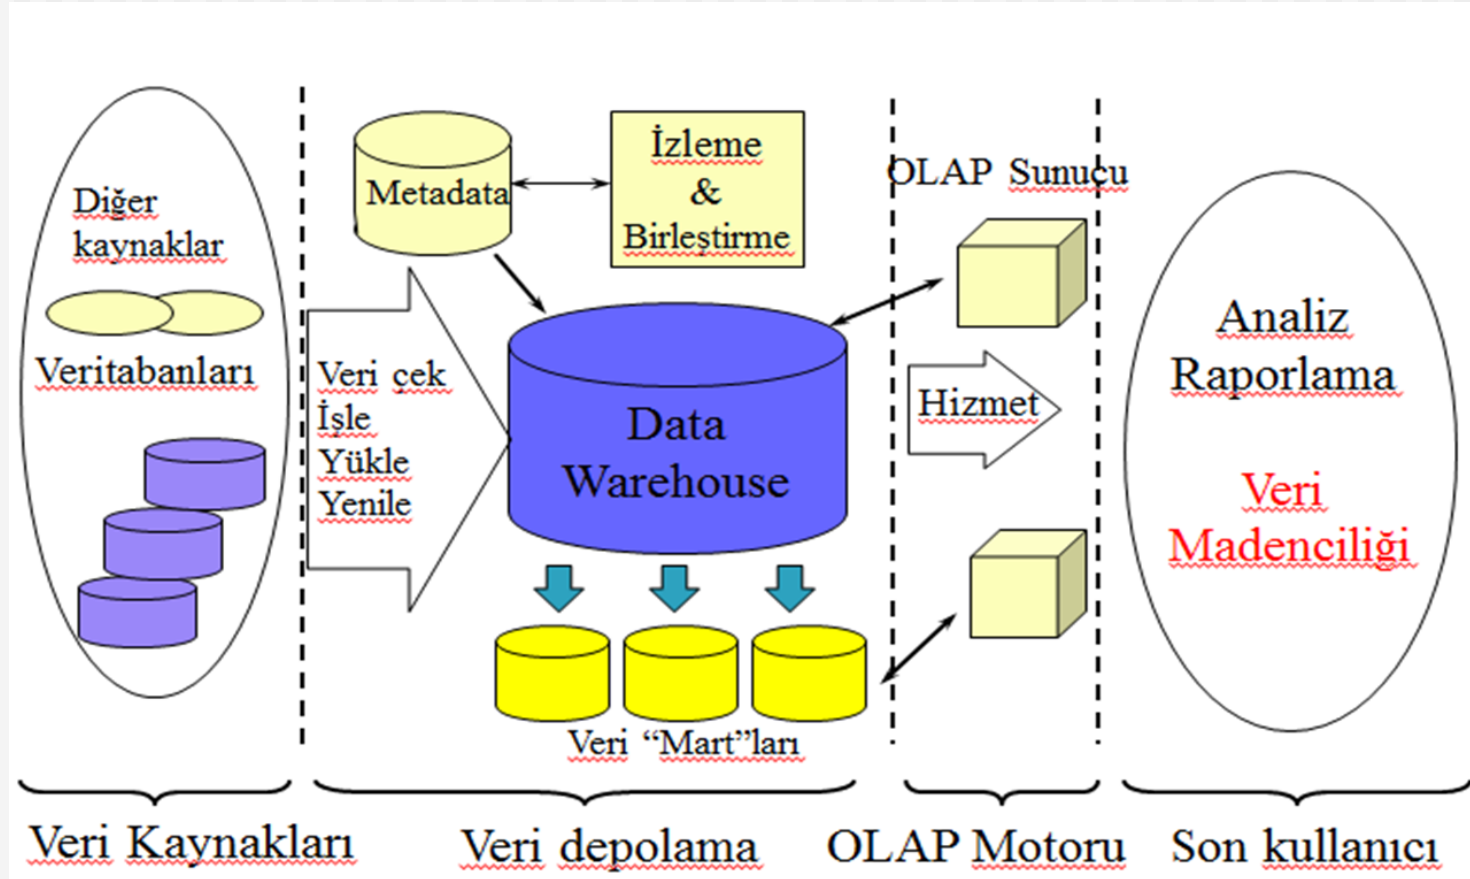 Diğer
kaynaklar
Veritabanları
Metadata
İzleme
&
Birleştirme
Veri çek
İşle
Yükle
Yenile
Data
Warehouse
Veri “Mart”ları
OLAP Sunucu
Hizmet
Analiz
Raporlama
Veri
Madenciliği
Veri Kaynakları
Veri depolama
OLAP Motoru
Son kullanıcı